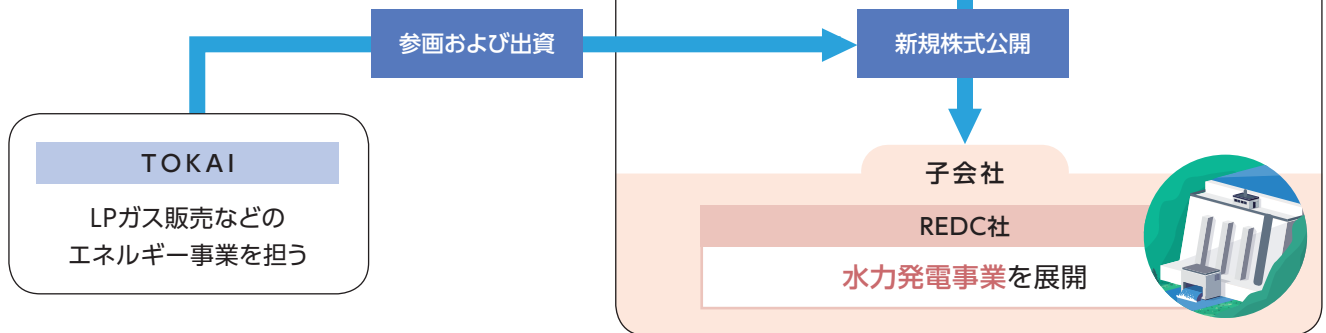 参画および出資
新規株式公開
TOKAI
LPガス販売などの
エネルギー事業を担う
子会社
REDC社
水力発電事業を展開